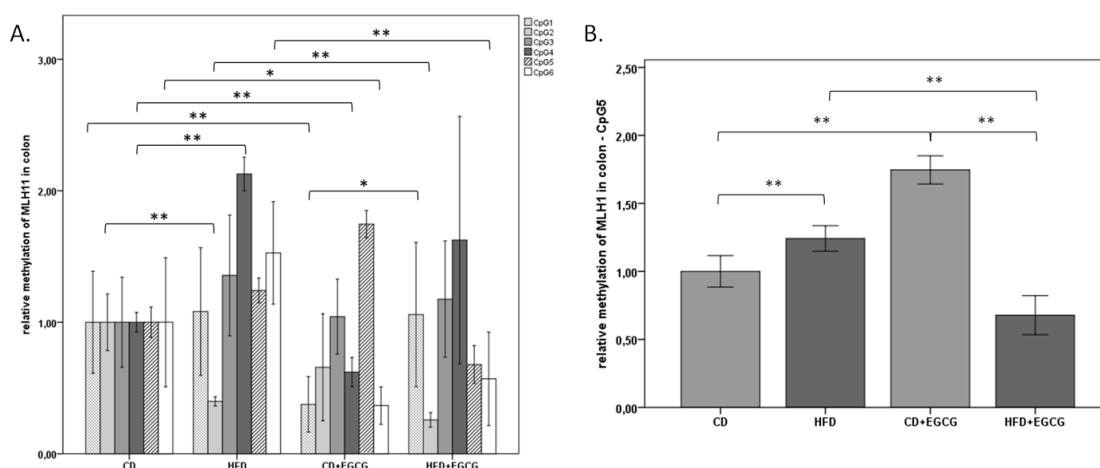 A.
relative methylation of MLH11 in colon
3,00
2,00
1,00
0,00
CpG1
CpG2
CpG3
CpG4
CpG5
CpG6
**
**
*
**
**
**
*
**
CD
HFD
CD+EGCG
HFD+EGCG
B.
relative methylation of MLH1 in colon - CpG5
2,50
2,00
1,50
1,00
0,50
0,00
**
**
**
**
CD
HFD
CD+EGCG
HFD+EGCG